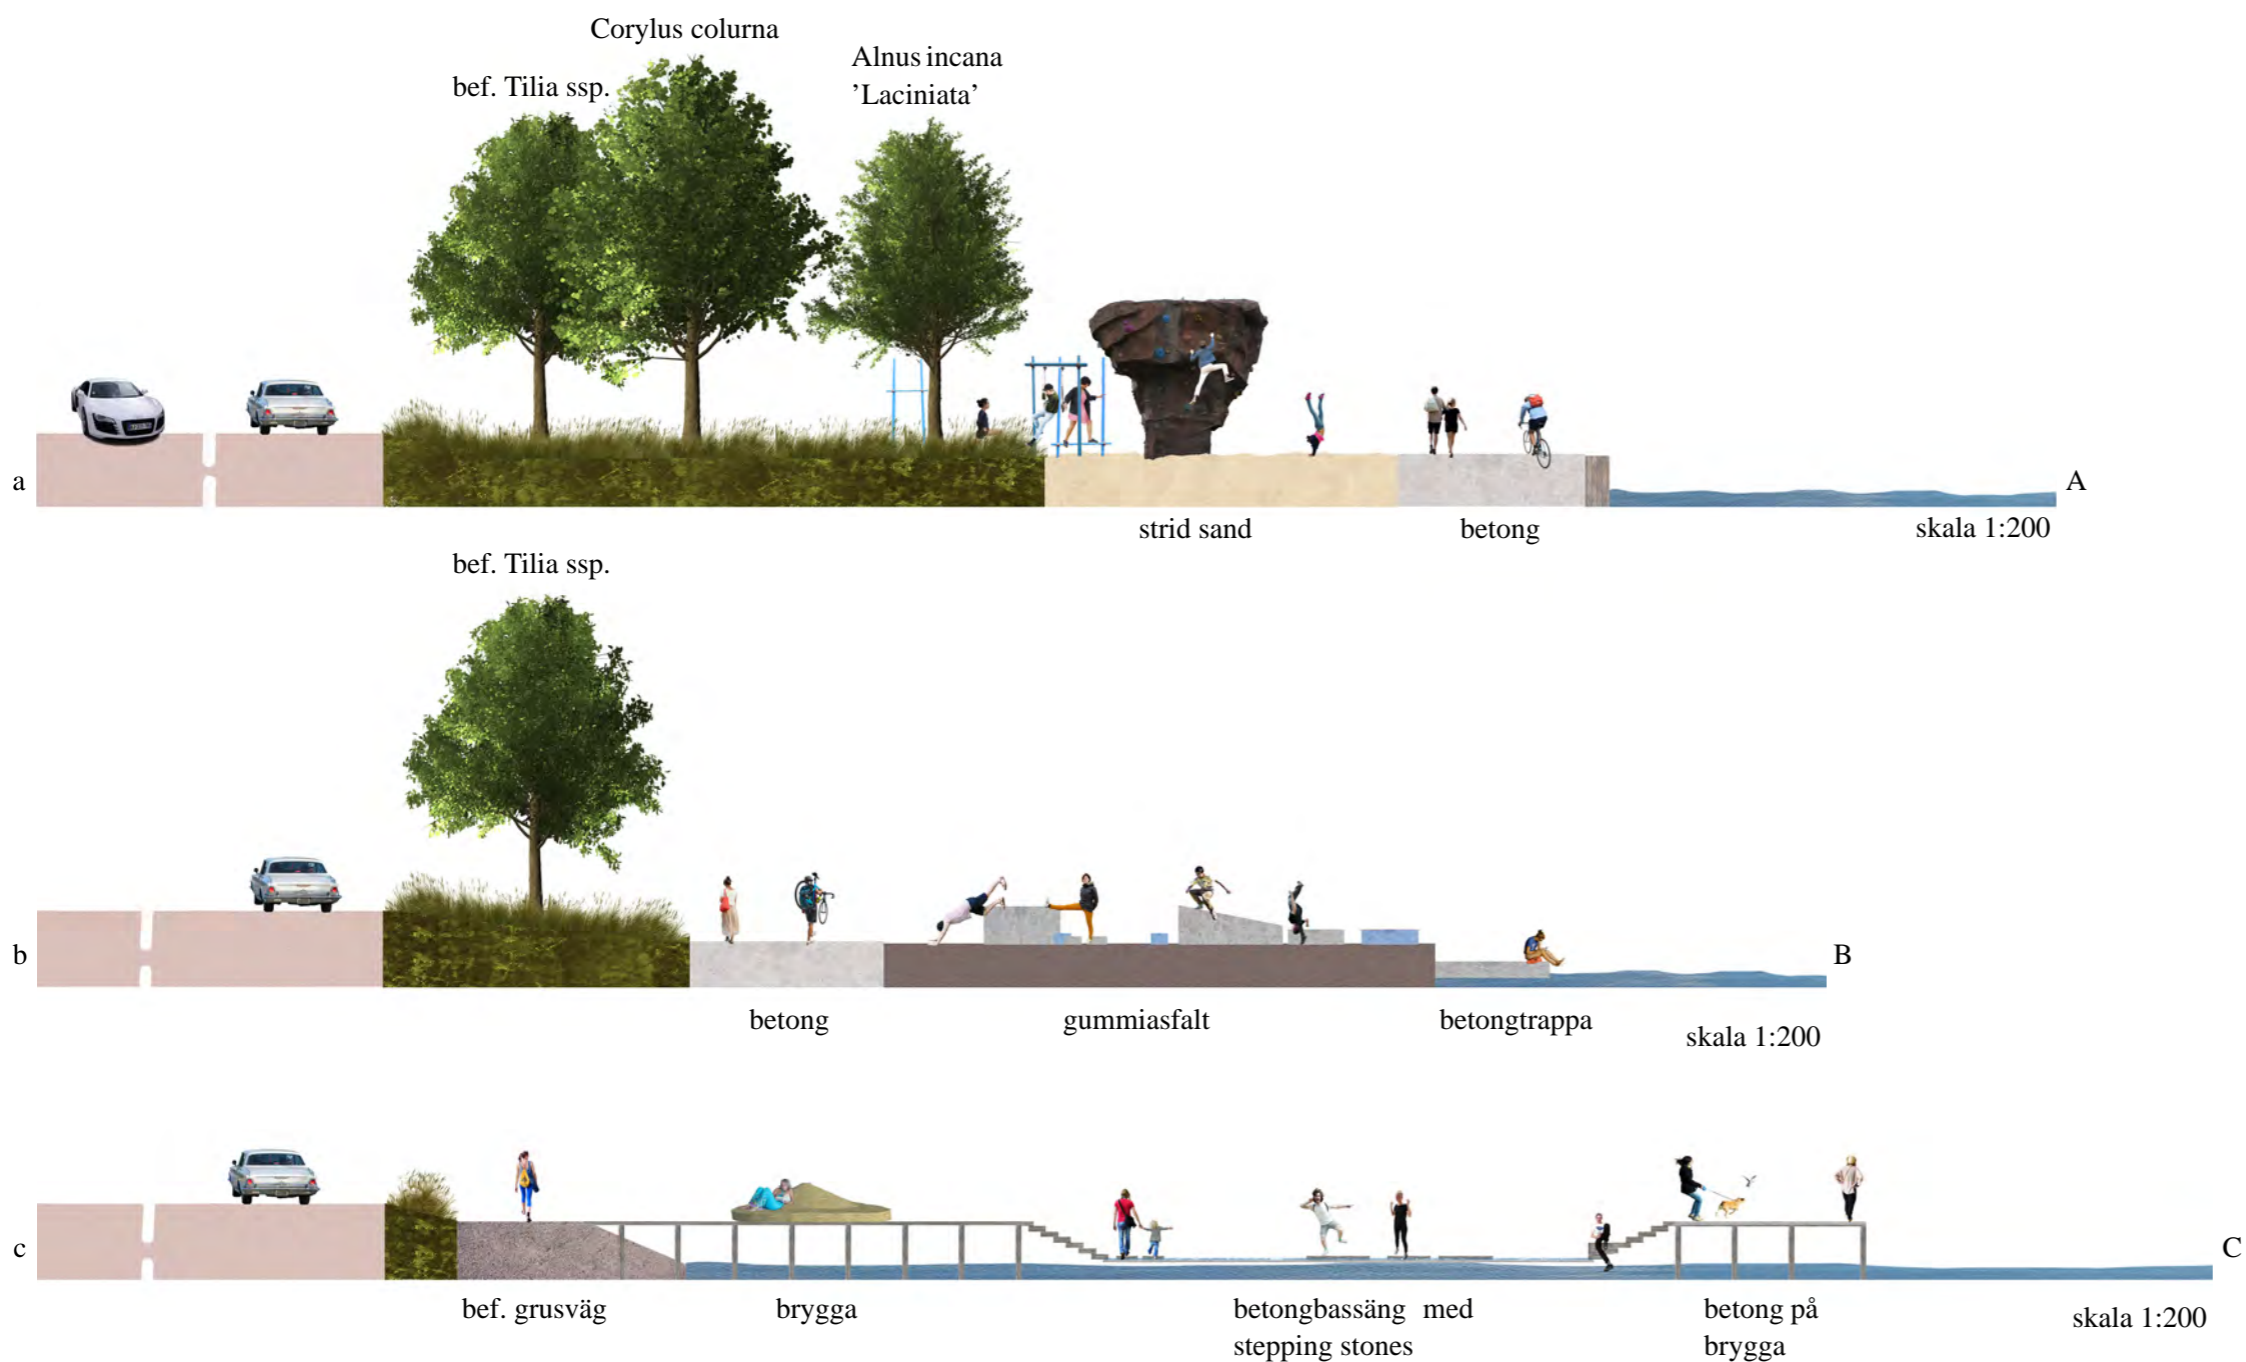 Corylus colurna
bef. Tilia ssp.
Alnus incana
’Laciniata’
a
A
strid sand
betong
skala 1:200
bef. Tilia ssp.
b
B
betong
gummiasfalt
betongtrappa
skala 1:200
c
C
bef. grusväg
brygga
betongbassäng med
stepping stones
betong på
brygga
skala 1:200